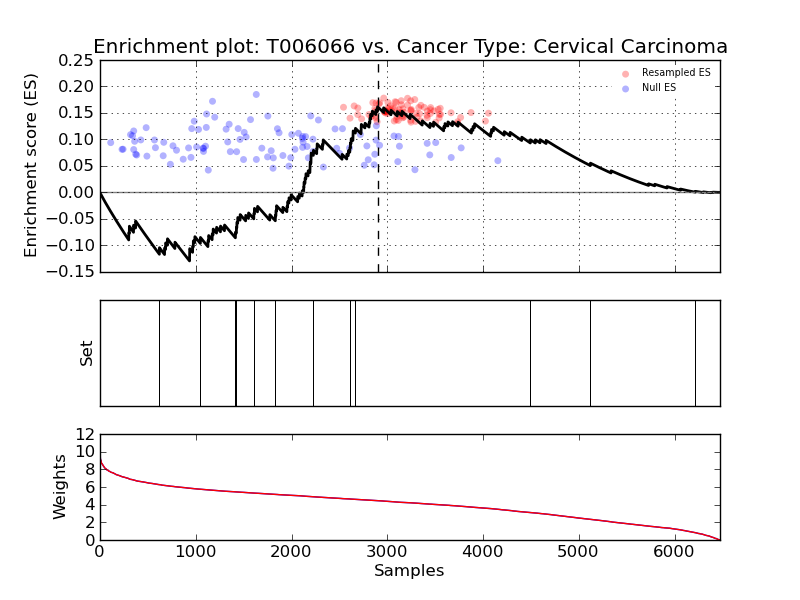 Enrichment plot: T006066 vs. Cancer Type: Cervical Carcinoma
Enrichment score (ES)
0.25
0.20
0.15
0.10
0.05
0.00
−0.05
−0.10
−0.15
Resampled ES
Null ES
Set
Weights
12
10
8
6
4
2
0
0 1000 2000 3000 4000 5000 6000
Samples